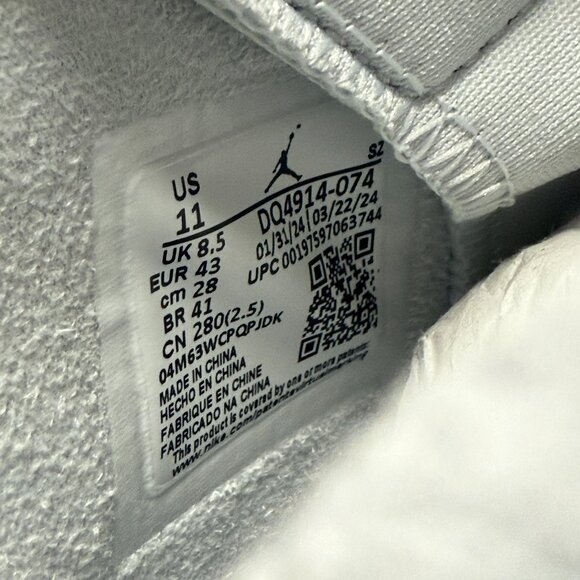 US
11
UK 8.5
EUR 43
cm 28
BR 41
CN 280(2.5)
04M63WCPQPJDK
MADE IN CHINA
HECHO EN CHINA
FABRIQUE EN CHINE
FABRICADO NA CHINA
This product is covered by one or more patents.
www.nike.com/patentsvirtualmarking
SZ
DQ4914-074
01/31/24 03/22/24
UPC 00197597063744